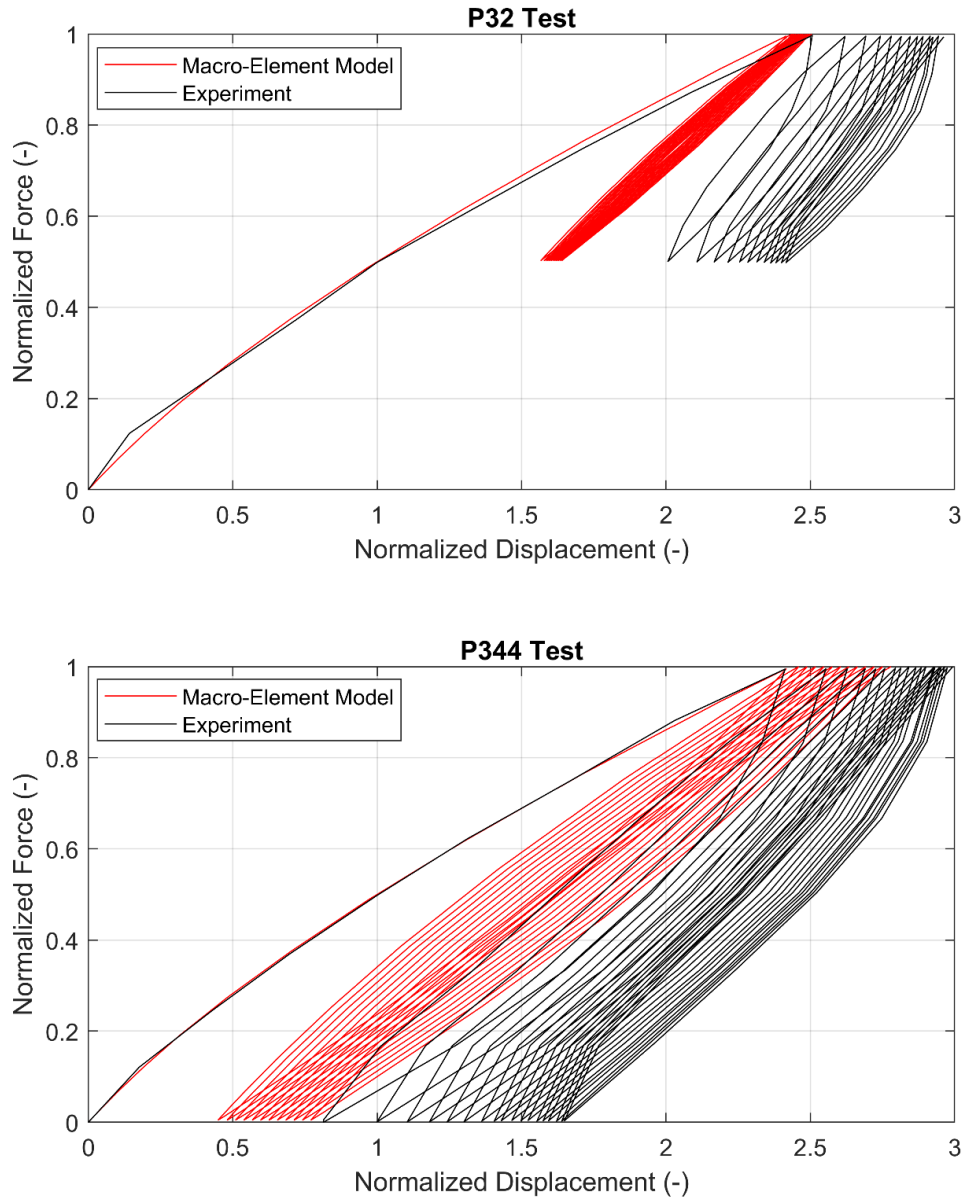 P32 Test
1
Macro-Element Model
Experiment
0.8
0.6
0.4
0.2
0
Normalized Force (-)
0 0.5 1 1.5 2 2.5 3
Normalized Displacement (-)
P344 Test
1
Macro-Element Model
Experiment
0.8
0.6
0.4
0.2
0
Normalized Force (-)
0 0.5 1 1.5 2 2.5 3
Normalized Displacement (-)